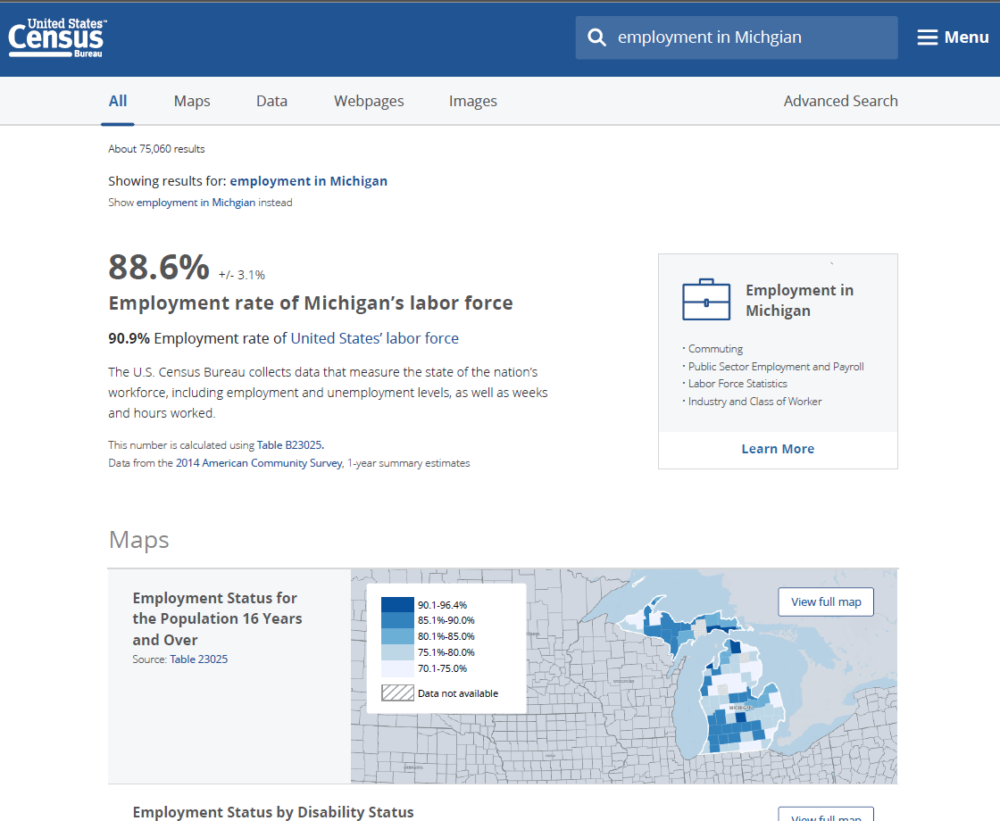 United States™
Census
Bureau
employment in Michgian
Menu
All Maps Data Webpages Images Advanced Search
About 75,060 results
Showing results for: employment in Michigan
Show employment in Michgian instead
88.6% +/- 3.1%
Employment rate of Michigan’s labor force
90.9% Employment rate of United States’ labor force
The U.S. Census Bureau collects data that measure the state of the nation’s
workforce, including employment and unemployment levels, as well as weeks
and hours worked.
This number is calculated using Table B23025.
Data from the 2014 American Community Survey, 1-year summary estimates
Employment in
Michigan
· Commuting
· Public Sector Employment and Payroll
· Labor Force Statistics
· Industry and Class of Worker
Learn More
Maps
Employment Status for
the Population 16 Years
and Over
Source: Table 23025
90.1-96.4%
85.1%-90.0%
80.1%-85.0%
75.1%-80.0%
70.1-75.0%
Data not available
View full map
MICHIGAN
Employment Status by Disability Status
View full map